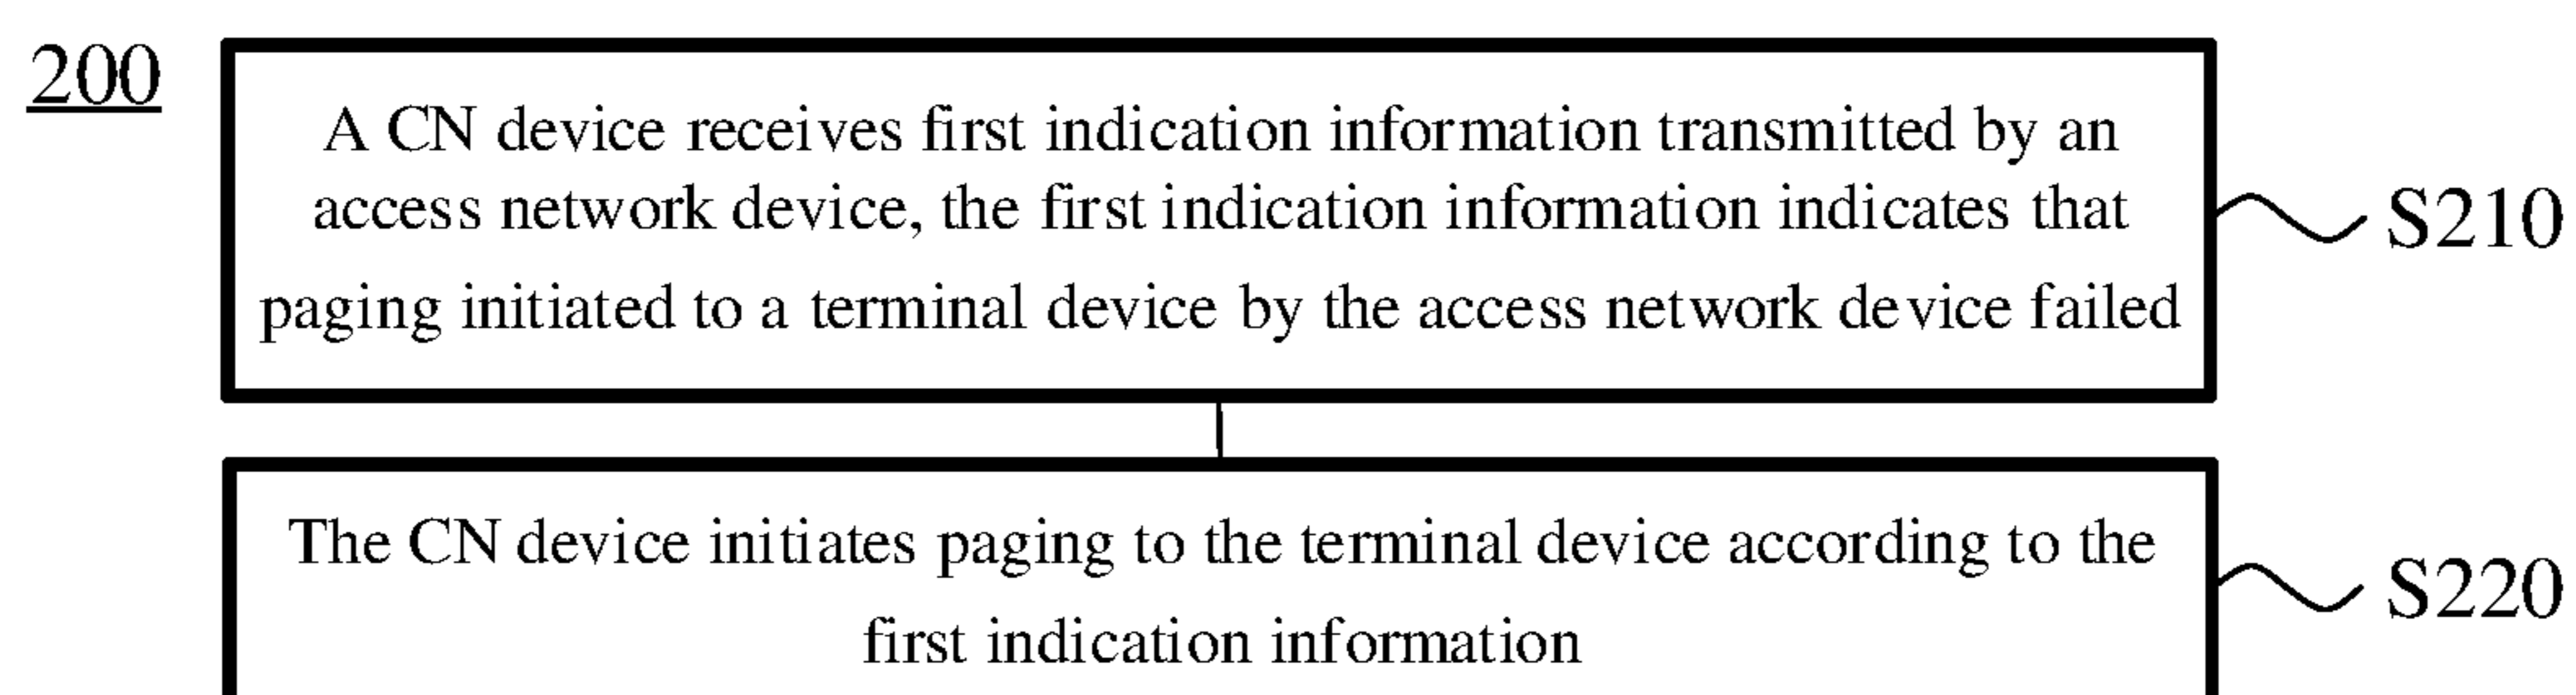 200
A CN device receives first indication information transmitted by an
access network device, the first indication information indicates that
paging initiated to a terminal device by the access network device failed
S210
The CN device initiates paging to the terminal device according to the
first indication information
S220